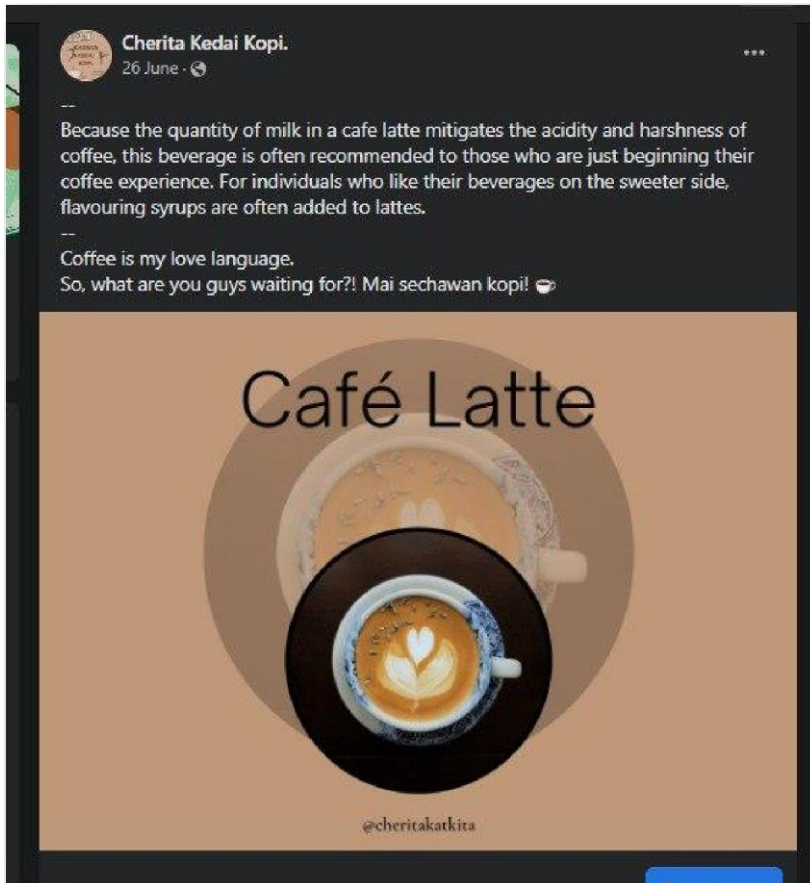 Cherita Kedai Kopi.
26 June ·
--
Because the quantity of milk in a cafe latte mitigates the acidity and harshness of
coffee, this beverage is often recommended to those who are just beginning their
coffee experience. For individuals who like their beverages on the sweeter side,
flavouring syrups are often added to lattes.
--
Coffee is my love language.
So, what are you guys waiting for?! Mai sechawan kopi! ☕
Café Latte
@cheritakatkita